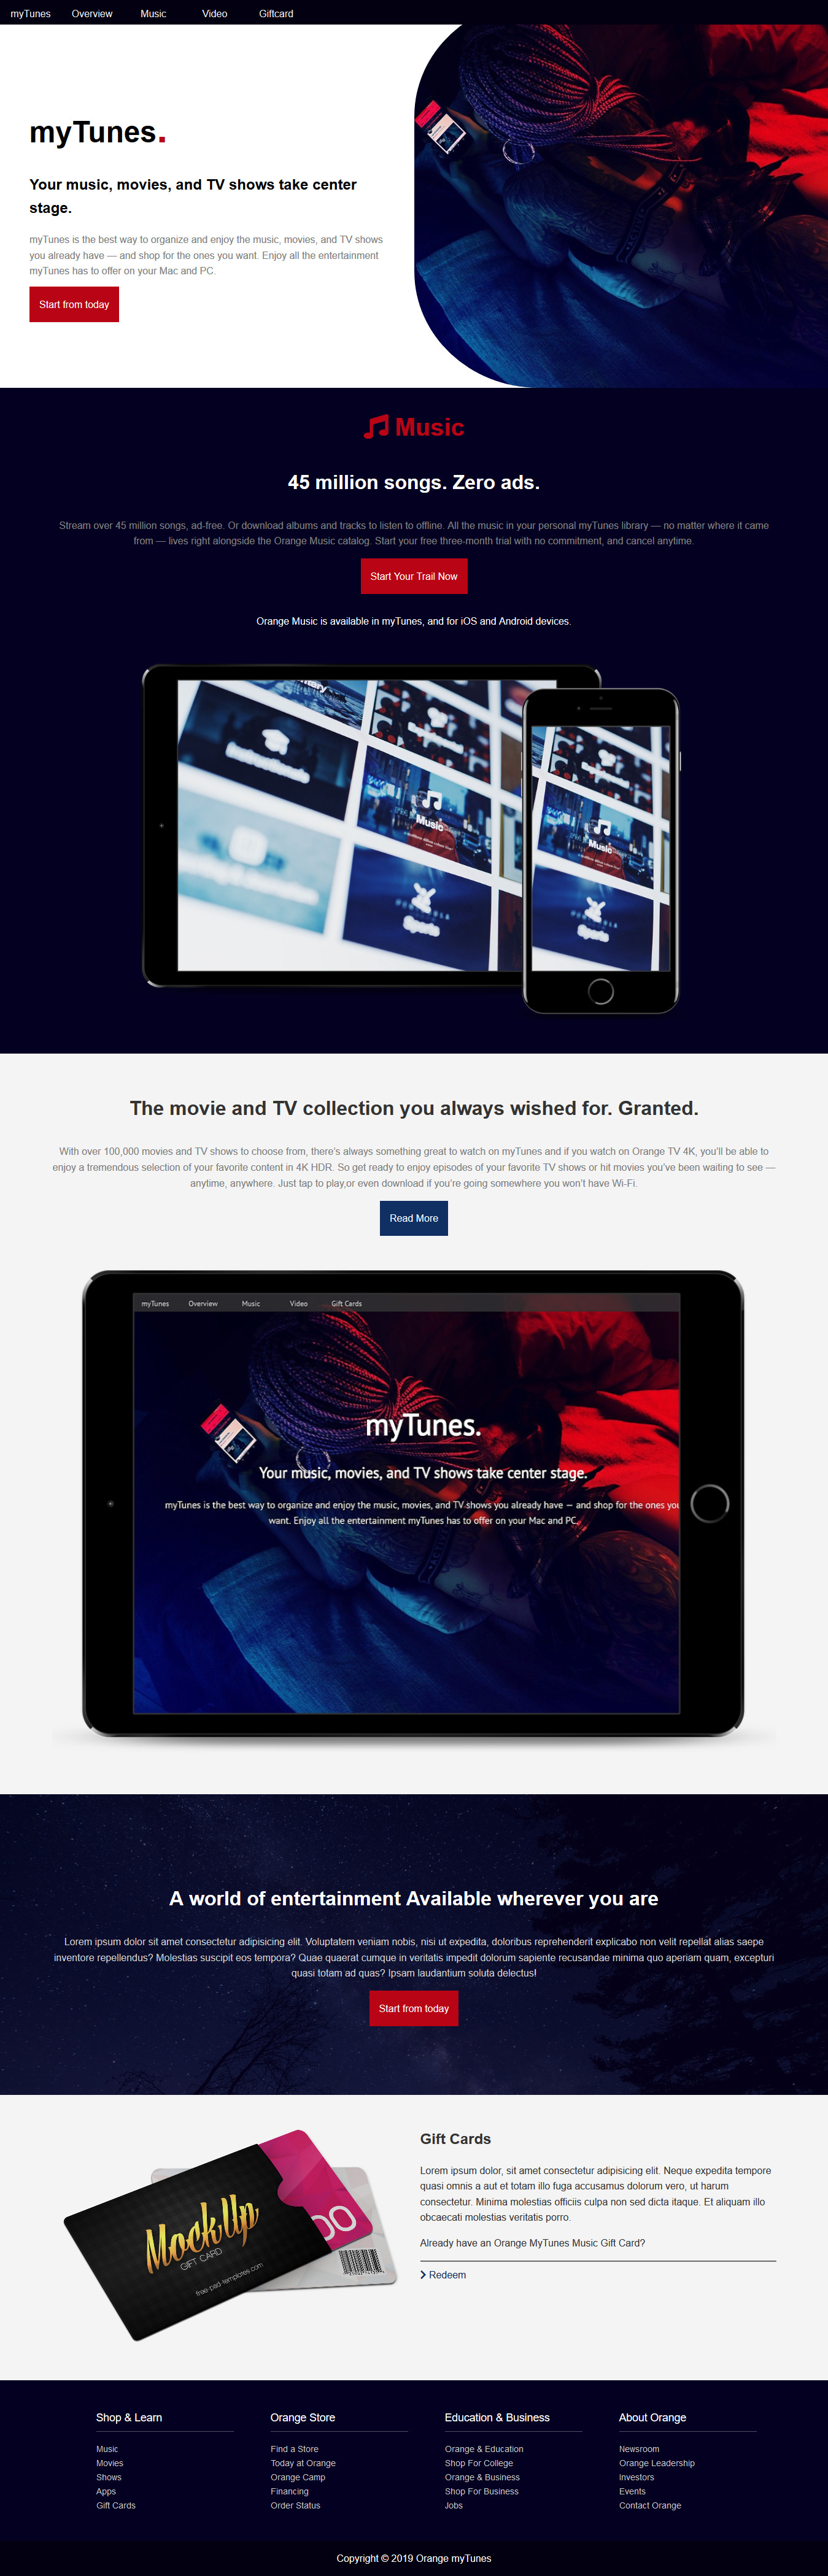 myTunes Overview Music Video Giftcard
myTunes.
Your music, movies, and TV shows take center
stage.
myTunes is the best way to organize and enjoy the music, movies, and TV shows
you already have — and shop for the ones you want. Enjoy all the entertainment
myTunes has to offer on your Mac and PC.
Start from today
Music
45 million songs. Zero ads.
Stream over 45 million songs, ad-free. Or download albums and tracks to listen to offline. All the music in your personal myTunes library — no matter where it came
from — lives right alongside the Orange Music catalog. Start your free three-month trial with no commitment, and cancel anytime.
Start Your Trail Now
Orange Music is available in myTunes, and for iOS and Android devices.
Music
Music
The movie and TV collection you always wished for. Granted.
With over 100,000 movies and TV shows to choose from, there's always something great to watch on myTunes and if you watch on Orange TV 4K, you'll be able to
enjoy a tremendous selection of your favorite content in 4K HDR. So get ready to enjoy episodes of your favorite TV shows or hit movies you've been waiting to see —
anytime, anywhere. Just tap to play,or even download if you're going somewhere you won't have Wi-Fi.
Read More
myTunes Overview Music Video Gift Cards
myTunes.
Your music, movies, and TV shows take center stage.
myTunes is the best way to organize and enjoy the music, movies, and TV shows you already have — and shop for the ones you
want. Enjoy all the entertainment myTunes has to offer on your Mac and PC.
A world of entertainment Available wherever you are
Lorem ipsum dolor sit amet consectetur adipisicing elit. Voluptatem veniam nobis, nisi ut expedita, doloribus reprehenderit explicabo non velit repellat alias saepe
inventore repellendus? Molestias suscipit eos tempora? Quae quaerat cumque in veritatis impedit dolorum sapiente recusandae minima quo aperiam quam, excepturi
quasi totam ad quas? Ipsam laudantium soluta delectus!
Start from today
MockUp
GIFT CARD
free-psd-templates.com
00
Gift Cards
Lorem ipsum dolor, sit amet consectetur adipisicing elit. Neque expedita tempore
quasi omnis a aut et totam illo fuga accusamus dolorum vero, ut harum
consectetur. Minima molestias officiis culpa non sed dicta itaque. Et aliquam illo
obcaecati molestias veritatis porro.
Already have an Orange MyTunes Music Gift Card?
Redeem
Shop & Learn
Music
Movies
Shows
Apps
Gift Cards
Orange Store
Find a Store
Today at Orange
Orange Camp
Financing
Order Status
Education & Business
Orange & Education
Shop For College
Orange & Business
Shop For Business
Jobs
About Orange
Newsroom
Orange Leadership
Investors
Events
Contact Orange
Copyright © 2019 Orange myTunes